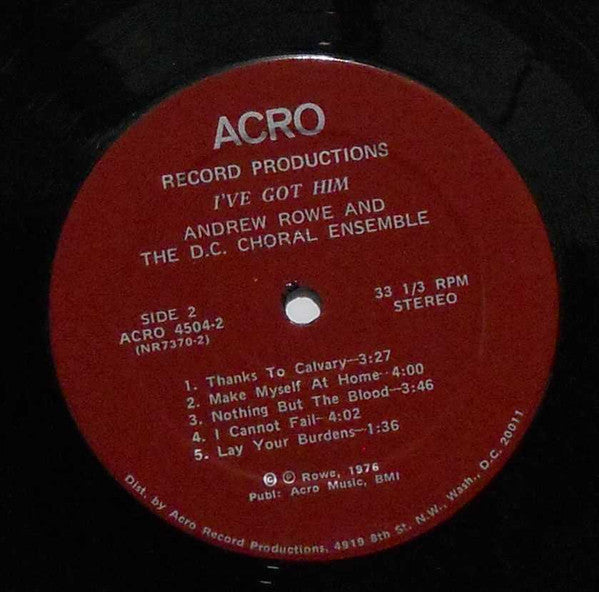 ACRO
RECORD PRODUCTIONS
I'VE GOT HIM
ANDREW ROWE AND
THE D.C. CHORAL ENSEMBLE
SIDE 2
ACRO 4504-2
(NR7370-2)
33 1/3 RPM
STEREO
1. Thanks To Calvary—3:27
2. Make Myself At Home—4:00
3. Nothing But The Blood—3:46
4. I Cannot Fail—4:02
5. Lay Your Burdens—1:36
© ℗ Rowe, 1976
Publ: Acro Music, BMI
Dist. by Acro Record Productions, 4919 8th St. N.W., Wash., D.C. 20011